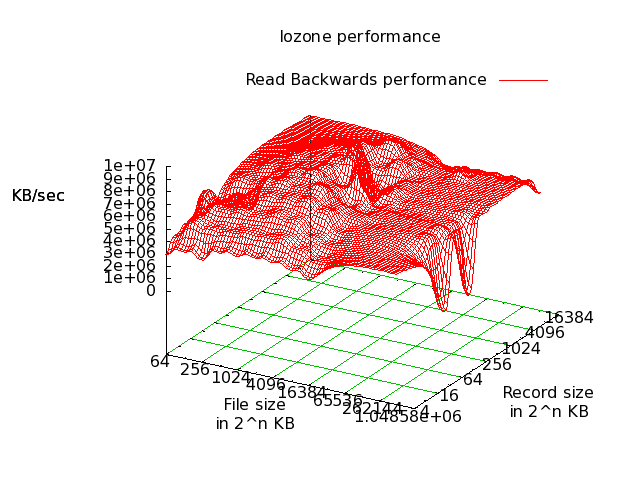 Iozone performance
Read Backwards performance
1e+07
9e+06
8e+06
7e+06
6e+06
5e+06
4e+06
3e+06
2e+06
1e+06
0
KB/sec
64
256
1024
4096
16384
65536
262144
1.04858e+06
File size
in 2^n KB
4
16
64
256
1024
4096
16384
Record size
in 2^n KB